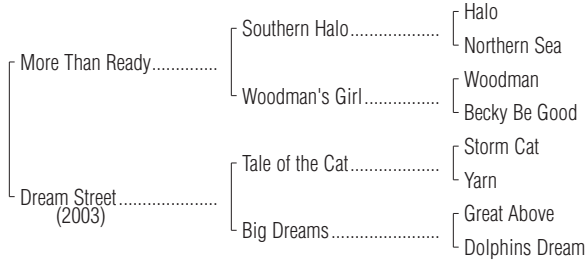 Halo
Southern Halo
Northern Sea
More Than Ready
Woodman
Woodman's Girl
Becky Be Good
Storm Cat
Tale of the Cat
Yarn
Dream Street
(2003)
Great Above
Big Dreams
Dolphins Dream